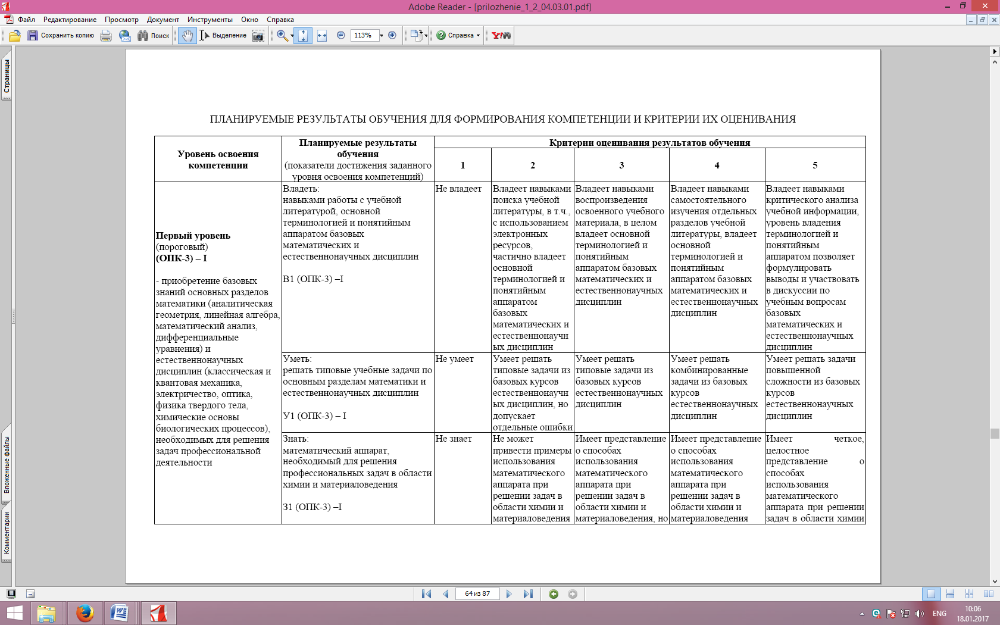 Adobe Reader - [prilozhenie_1_2_04.03.01.pdf]
Файл Редактирование Просмотр Документ Инструменты Окно Справка
Сохранить копию Поиск Выделение 113% Справка Y!
Страницы
Вложенные файлы
Комментарии
ПЛАНИРУЕМЫЕ РЕЗУЛЬТАТЫ ОБУЧЕНИЯ ДЛЯ ФОРМИРОВАНИЯ КОМПЕТЕНЦИИ И КРИТЕРИИ ИХ ОЦЕНИВАНИЯ
Уровень освоения
компетенции
Планируемые результаты
обучения
(показатели достижения заданного
уровня освоения компетенций)
Критерии оценивания результатов обучения
1
2
3
4
5
Первый уровень
(пороговый)
(ОПК-3) – I
- приобретение базовых
знаний основных разделов
математики (аналитическая
геометрия, линейная алгебра,
математический анализ,
дифференциальные
уравнения) и
естественнонаучных
дисциплин (классическая и
квантовая механика,
электричество, оптика,
физика твердого тела,
химические основы
биологических процессов),
необходимых для решения
задач профессиональной
деятельности
Владеть:
навыками работы с учебной
литературой, основной
терминологией и понятийным
аппаратом базовых
математических и
естественнонаучных дисциплин
В1 (ОПК-3) –I
Не владеет
Владеет навыками
поиска учебной
литературы, в т.ч.,
с использованием
электронных
ресурсов,
частично владеет
основной
терминологией и
понятийным
аппаратом
базовых
математических и
естественнонаучн
ых дисциплин
Владеет навыками
воспроизведения
освоенного учебного
материала, в целом
владеет основной
терминологией и
понятийным
аппаратом базовых
математических и
естественнонаучных
дисциплин
Владеет навыками
самостоятельного
изучения отдельных
разделов учебной
литературы, владеет
основной
терминологией и
понятийным
аппаратом базовых
математических и
естественнонаучных
дисциплин
Владеет навыками
критического анализа
учебной информации,
уровень владения
терминологией и
понятийным
аппаратом позволяет
формулировать
выводы и участвовать
в дискуссии по
учебным вопросам
базовых
математических и
естественнонаучных
дисциплин
Уметь:
решать типовые учебные задачи по
основным разделам математики и
естественнонаучных дисциплин
У1 (ОПК-3) – I
Не умеет
Умеет решать
типовые задачи из
базовых курсов
естественнонаучн
ых дисциплин, но
допускает
отдельные ошибки
Умеет решать
типовые задачи из
базовых курсов
естественнонаучных
дисциплин
Умеет решать
комбинированные
задачи из базовых
курсов
естественнонаучных
дисциплин
Умеет решать задачи
повышенной
сложности из базовых
курсов
естественнонаучных
дисциплин
Знать:
математический аппарат,
необходимый для решения
профессиональных задач в области
химии и материаловедения
З1 (ОПК-3) –I
Не знает
Не может
привести примеры
использования
математического
аппарата при
решении задач в
области химии и
материаловедения
Имеет представление
о способах
использования
математического
аппарата при
решении задач в
области химии и
материаловедения, но
Имеет представление
о способах
использования
математического
аппарата при
решении задач в
области химии и
материаловедения
Имеет четкое,
целостное
представление о
способах
использования
математического
аппарата при решении
задач в области химии
64 из 87
ENG
10:06
18.01.2017